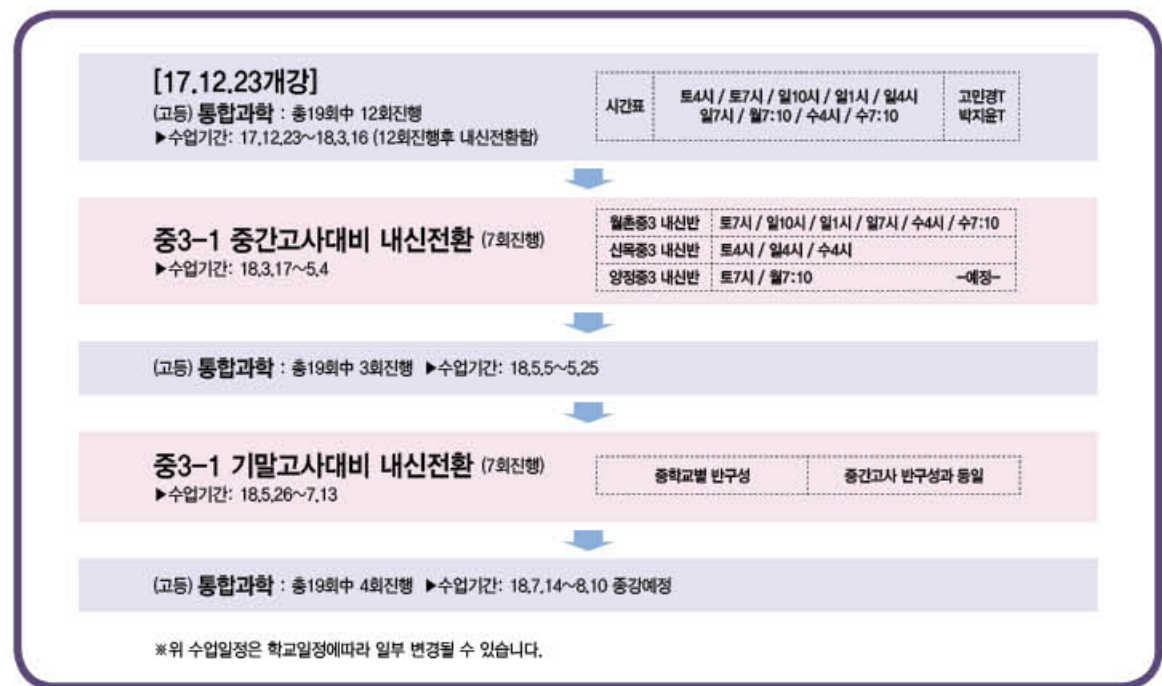 [17.12.23개강]
(고등) 통합과학 : 총19회中 12회진행
▶수업기간: 17.12.23~18.3.16 (12회진행후 내신전환함)
시간표
토4시 / 토7시 / 일10시 / 일1시 / 일4시
일7시 / 월7:10 / 수4시 / 수7:10
고민경T
박지윤T
중3-1 중간고사대비 내신전환 (7회진행)
▶수업기간: 18.3.17~5.4
월촌중3 내신반 토7시 / 일10시 / 일1시 / 일7시 / 수4시 / 수7:10
신목중3 내신반 토4시 / 일4시 / 수4시
양정중3 내신반 토7시 / 월7:10 -예정-
(고등) 통합과학 : 총19회中 3회진행 ▶수업기간: 18.5.5~5.25
중3-1 기말고사대비 내신전환 (7회진행)
▶수업기간: 18.5.26~7.13
중학교별 반구성 중간고사 반구성과 동일
(고등) 통합과학 : 총19회中 4회진행 ▶수업기간: 18.7.14~8.10 종강예정
※위 수업일정은 학교일정에따라 일부 변경될 수 있습니다.